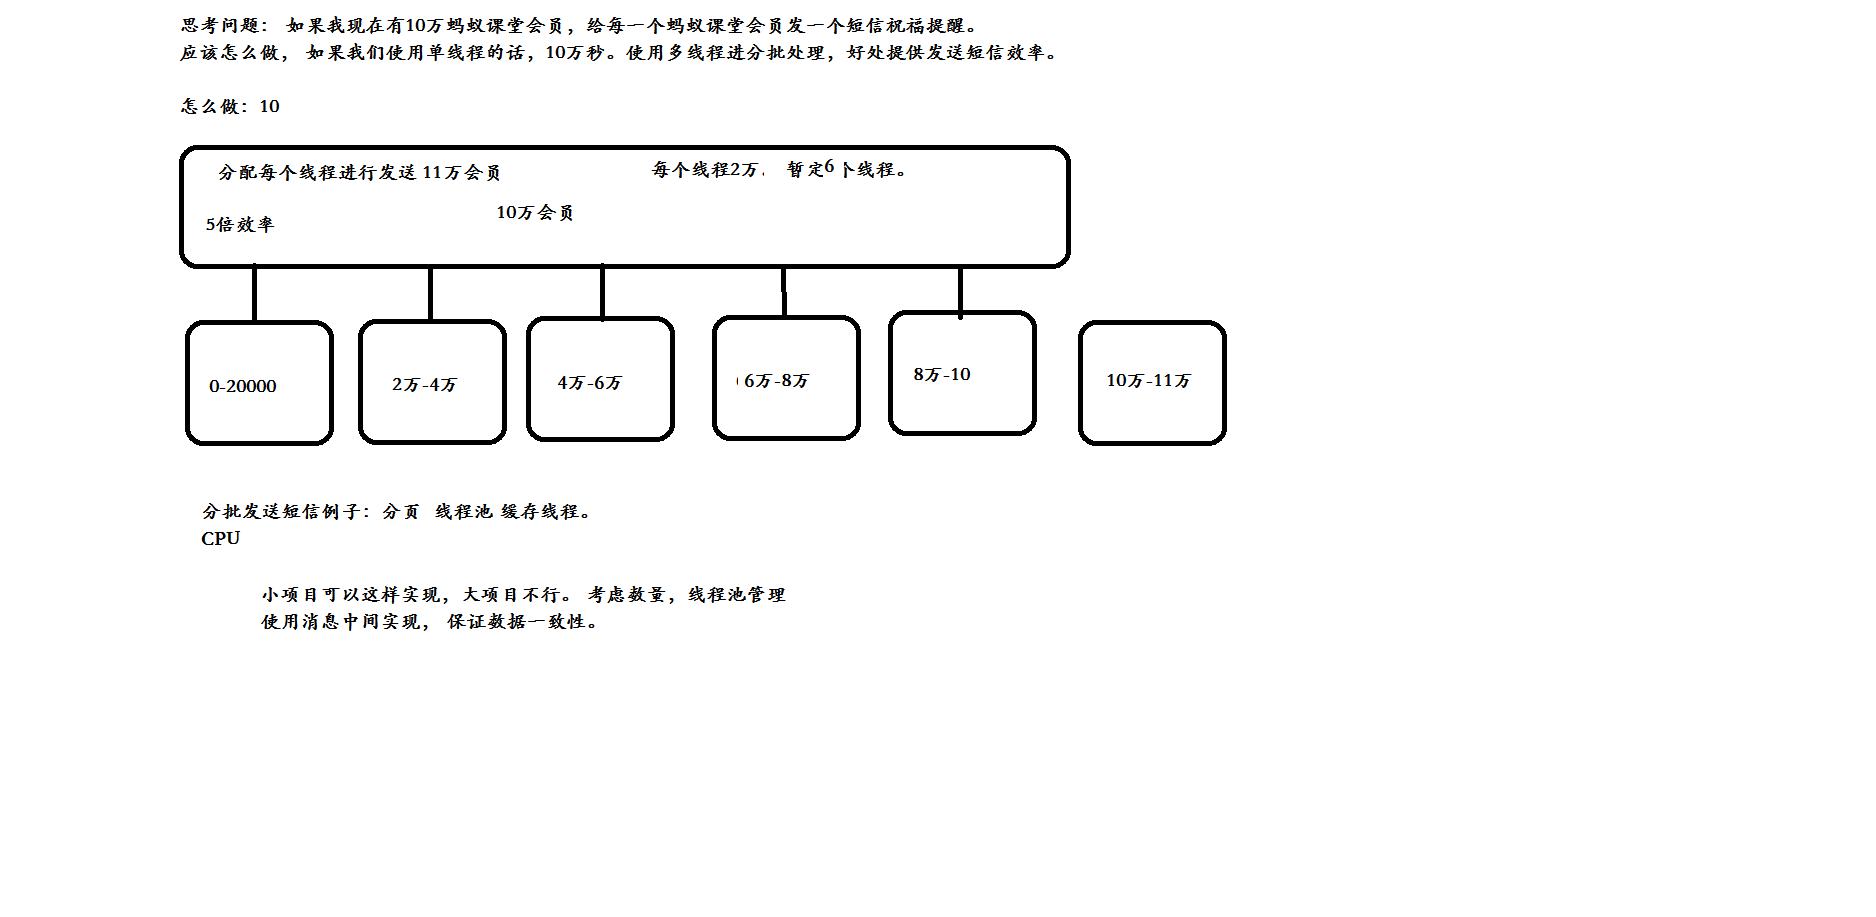 思考问题： 如果我现在有10万蚂蚁课堂会员，给每一个蚂蚁课堂会员发一个短信祝福提醒。
应该怎么做， 如果我们使用单线程的话，10万秒。使用多线程进分批处理，好处提供发送短信效率。
怎么做：10
分配每个线程进行发送 11万会员
每个线程2万. 暂定6个线程。
10万会员
5倍效率
0-20000
2万-4万
4万-6万
6万-8万
8万-10
10万-11万
分批发送短信例子：分页 线程池 缓存线程。
CPU
小项目可以这样实现，大项目不行。 考虑数量，线程池管理
使用消息中间实现， 保证数据一致性。